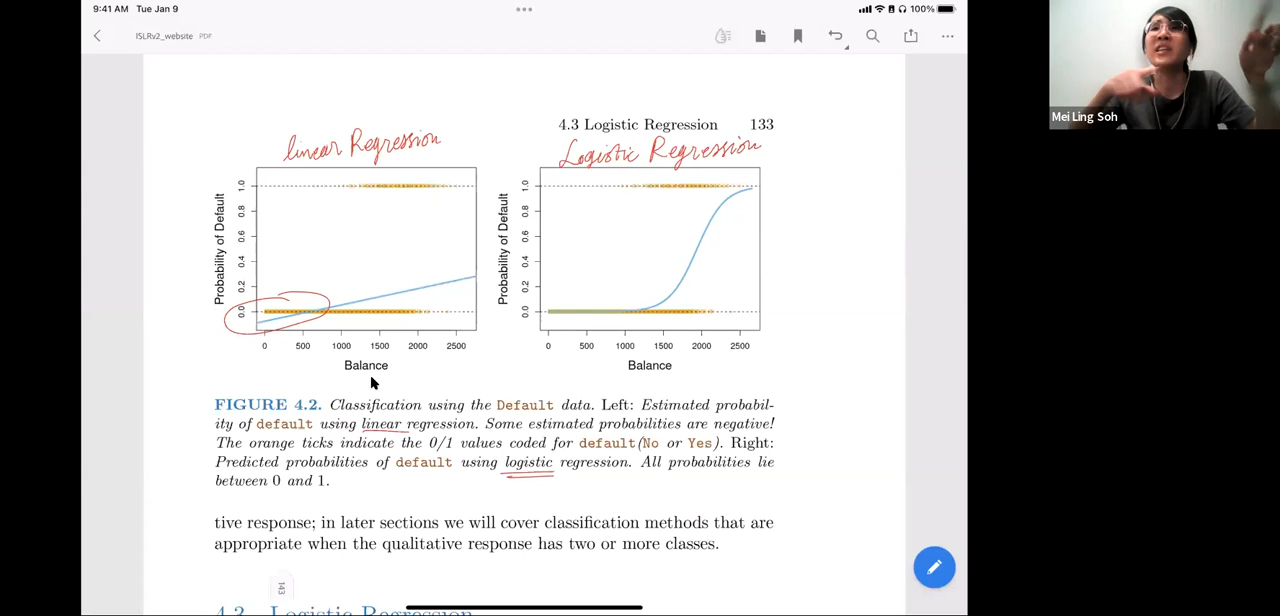 9:41 AM Tue Jan 9
100%
ISLRv2_website PDF
Mei Ling Soh
4.3 Logistic Regression 133
linear Regression
Logistic Regression
Probability of Default
1.0
0.8
0.6
0.4
0.2
0.0
0 500 1000 1500 2000 2500
Balance
Probability of Default
1.0
0.8
0.6
0.4
0.2
0.0
0 500 1000 1500 2000 2500
Balance
FIGURE 4.2. Classification using the Default data. Left: Estimated probabil-
ity of default using linear regression. Some estimated probabilities are negative!
The orange ticks indicate the 0/1 values coded for default(No or Yes). Right:
Predicted probabilities of default using logistic regression. All probabilities lie
between 0 and 1.
tive response; in later sections we will cover classification methods that are
appropriate when the qualitative response has two or more classes.
143
4.2 Logistic Regression